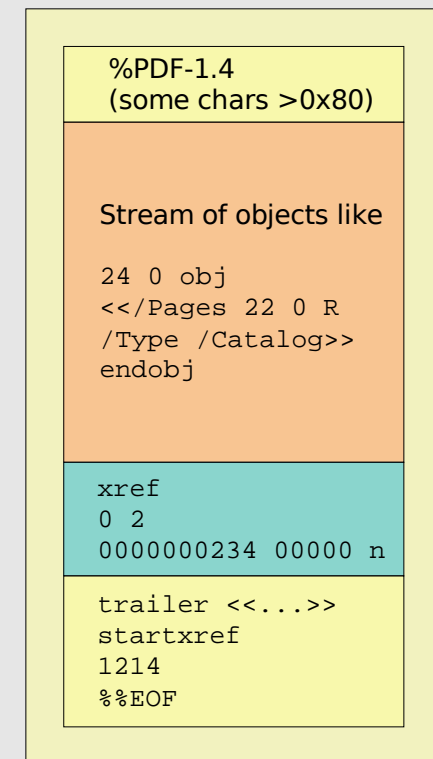 %PDF-1.4
(some chars >0x80)
Stream of objects like
24 0 obj
<</Pages 22 0 R
/Type /Catalog>>
endobj
xref
0 2
0000000234 00000 n
trailer <<...>>
startxref
1214
%%EOF